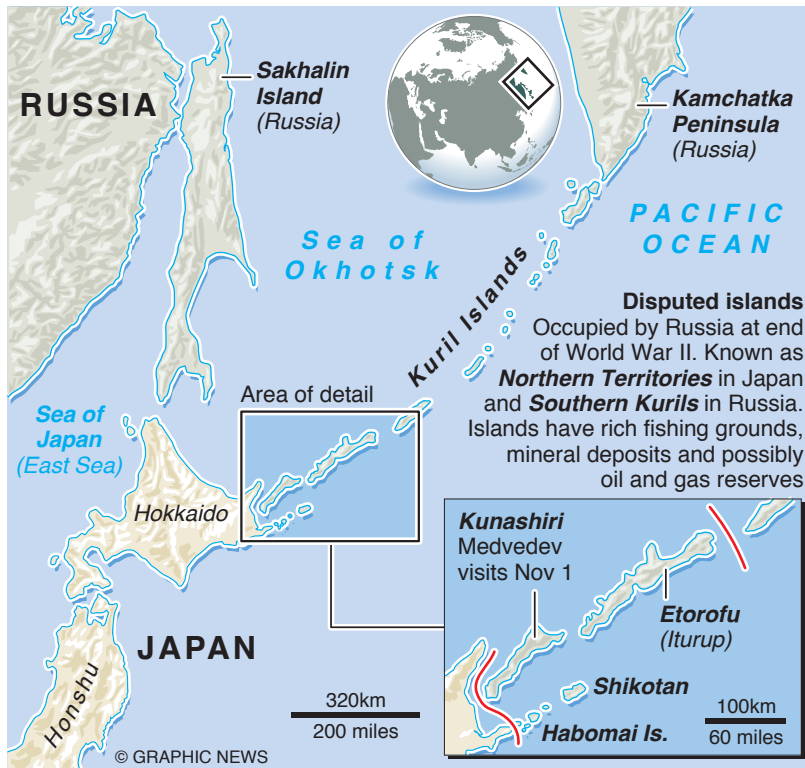 RUSSIA
Sakhalin
Island
(Russia)
Kamchatka
Peninsula
(Russia)
Sea of
Okhotsk
PACIFIC
OCEAN
Kuril Islands
Disputed islands
Occupied by Russia at end
of World War II. Known as
Northern Territories in Japan
and Southern Kurils in Russia.
Islands have rich fishing grounds,
mineral deposits and possibly
oil and gas reserves
Area of detail
Sea of
Japan
(East Sea)
Hokkaido
JAPAN
Honshu
320km
200 miles
© GRAPHIC NEWS
Kunashiri
Medvedev
visits Nov 1
Etorofu
(Iturup)
Shikotan
Habomai Is.
100km
60 miles